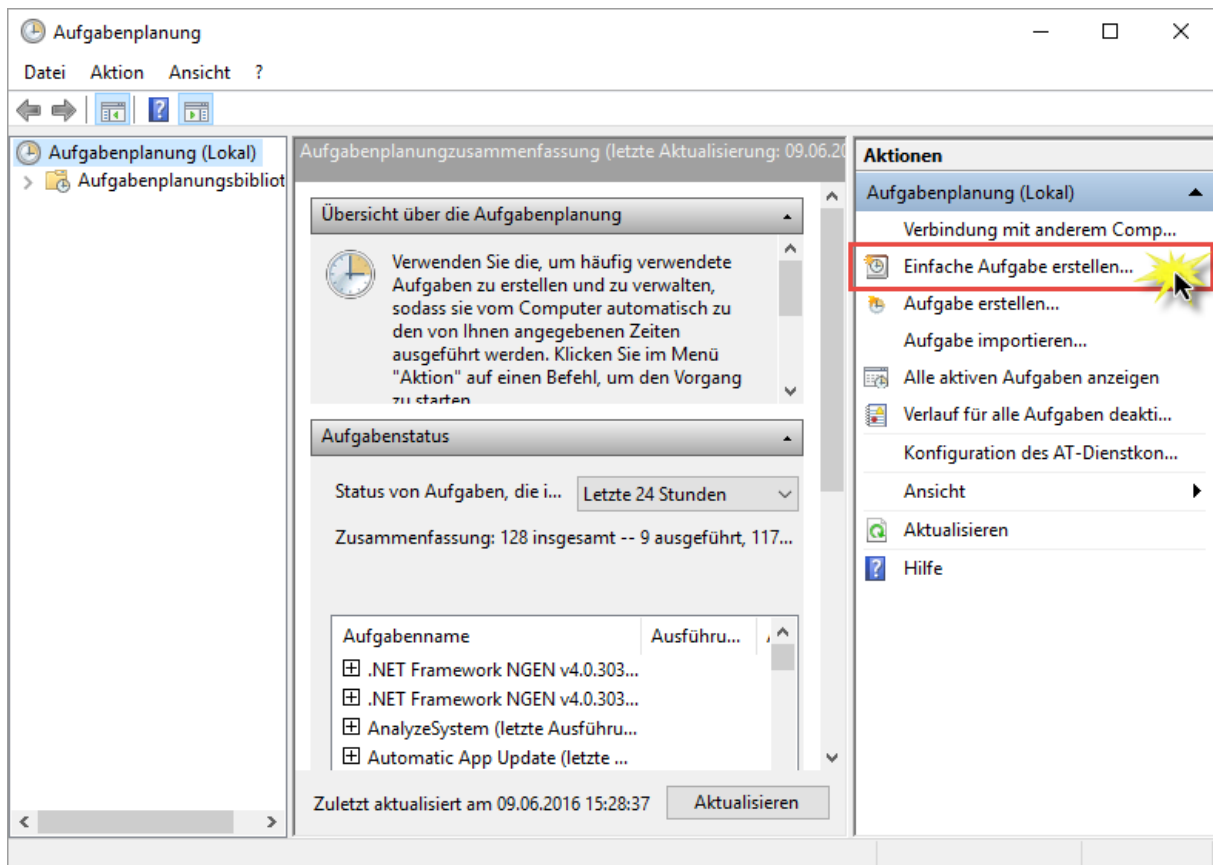 Aufgabenplanung
Datei Aktion Ansicht ?
Aufgabenplanung (Lokal)
Aufgabenplanungsbibliot
Aufgabenplanungzusammenfassung (letzte Aktualisierung: 09.06.20
Übersicht über die Aufgabenplanung
Verwenden Sie die, um häufig verwendete
Aufgaben zu erstellen und zu verwalten,
sodass sie vom Computer automatisch zu
den von Ihnen angegebenen Zeiten
ausgeführt werden. Klicken Sie im Menü
"Aktion" auf einen Befehl, um den Vorgang
zu starten
Aufgabenstatus
Status von Aufgaben, die i... Letzte 24 Stunden
Zusammenfassung: 128 insgesamt -- 9 ausgeführt, 117...
Aufgabenname Ausführu...
.NET Framework NGEN v4.0.303...
.NET Framework NGEN v4.0.303...
AnalyzeSystem (letzte Ausführu...
Automatic App Update (letzte ...
Zuletzt aktualisiert am 09.06.2016 15:28:37 Aktualisieren
Aktionen
Aufgabenplanung (Lokal)
Verbindung mit anderem Comp...
Einfache Aufgabe erstellen...
Aufgabe erstellen...
Aufgabe importieren...
Alle aktiven Aufgaben anzeigen
Verlauf für alle Aufgaben deakti...
Konfiguration des AT-Dienstkon...
Ansicht
Aktualisieren
Hilfe